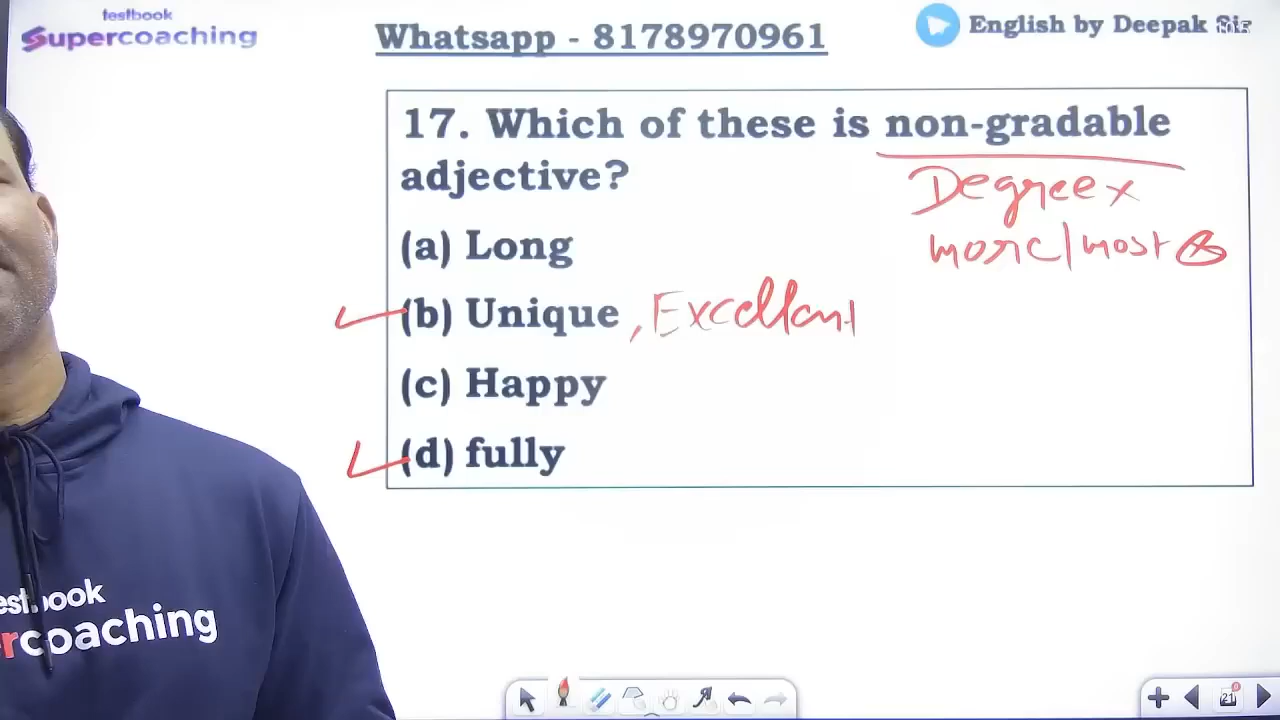 testbook
Supercoaching
Whatsapp - 8178970961
English by Deepak Sir
17. Which of these is non-gradable
adjective?
Degree x
more/most
(a) Long
(b) Unique , Excellent
(c) Happy
(d) fully
testbook
ercoaching
21